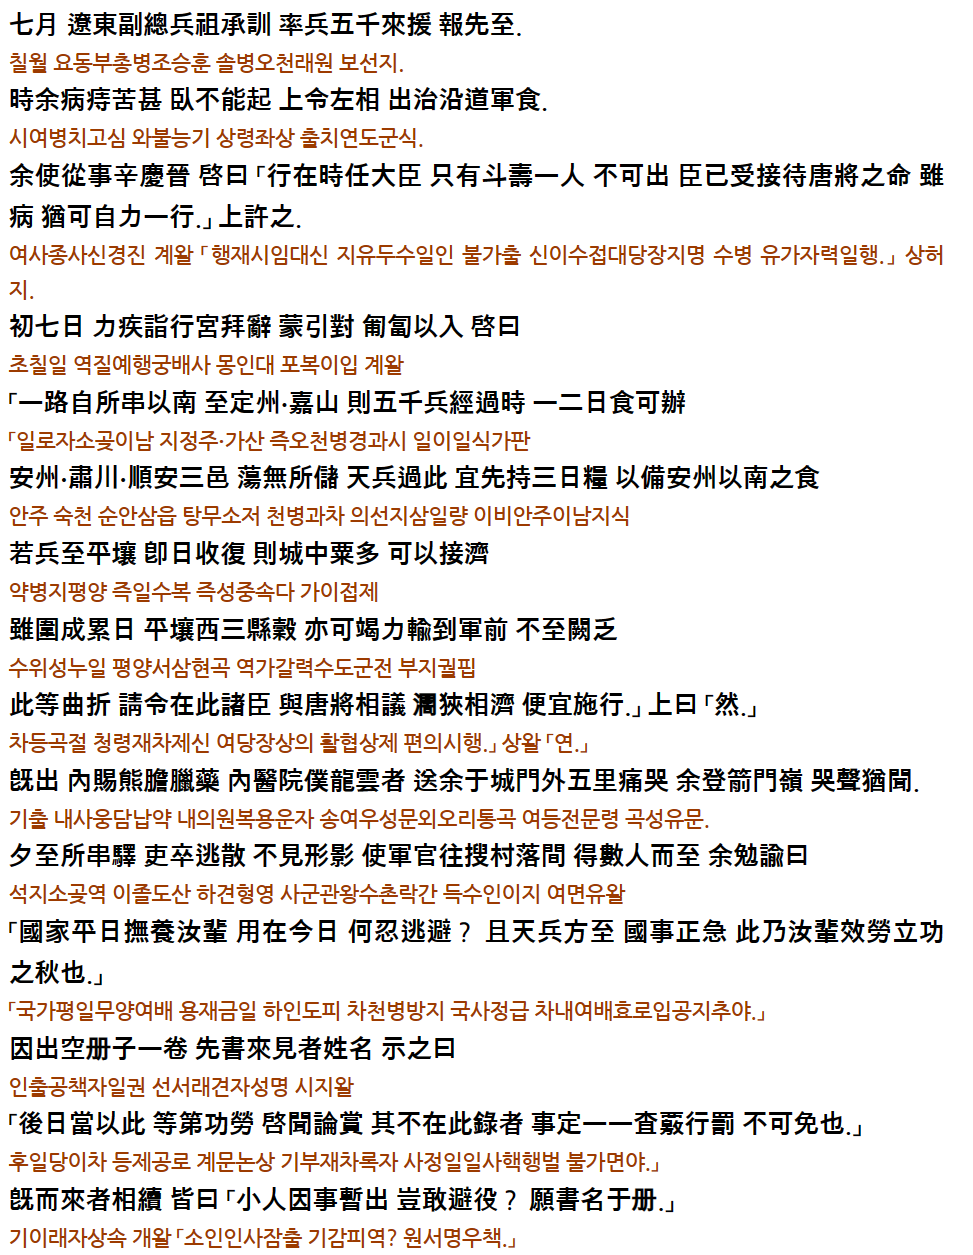 七月 遼東副總兵祖承訓 率兵五千來援 報先至.
칠월 요동부총병조승훈 솔병오천래원 보선지.
時余病痔苦甚 臥不能起 上令左相 出治沿道軍食.
시여병치고심 와불능기 상령좌상 출치연도군식.
余使從事辛慶晉 啓曰 ｢行在時任大臣 只有斗壽一人 不可出 臣已受接待唐將之命 雖
病 猶可自力一行.｣ 上許之.
여사종사신경진 계왈 ｢행재시임대신 지유두수일인 불가출 신이수접대당장지명 수병 유가자력일행.｣ 상허
지.
初七日 力疾詣行宮拜辭 蒙引對 匍匐以入 啓曰
초칠일 역질예행궁배사 몽인대 포복이입 계왈
｢一路自所串以南 至定州·嘉山 則五千兵經過時 一二日食可辦
｢일로자소곶이남 지정주·가산 즉오천병경과시 일이일식가판
安州·肅川·順安三邑 蕩無所儲 天兵過此 宜先持三日糧 以備安州以南之食
안주 숙천 순안삼읍 탕무소저 천병과차 의선지삼일량 이비안주이남지식
若兵至平壤 卽日收復 則城中粟多 可以接濟
약병지평양 즉일수복 즉성중속다 가이접제
雖圍成累日 平壤西三縣穀 亦可竭力輸到軍前 不至闕乏
수위성누일 평양서삼현곡 역가갈력수도군전 부지궐핍
此等曲折 請令在此諸臣 與唐將相議 濶狹相濟 便宜施行.｣ 上曰 ｢然.｣
차등곡절 청령재차제신 여당장상의 활협상제 편의시행.｣ 상왈 ｢연.｣
旣出 內賜熊膽臘藥 內醫院僕龍雲者 送余于城門外五里痛哭 余登箭門嶺 哭聲猶聞.
기출 내사웅담납약 내의원복용운자 송여우성문외오리통곡 여등전문령 곡성유문.
夕至所串驛 吏卒逃散 不見形影 使軍官往搜村落間 得數人而至 余勉諭曰
석지소곶역 이졸도산 하견형영 사군관왕수촌락간 득수인이지 여면유왈
｢國家平日撫養汝輩 用在今日 何忍逃避？ 且天兵方至 國事正急 此乃汝輩效勞立功
之秋也.｣
｢국가평일무양여배 용재금일 하인도피 차천병방지 국사정급 차내여배효로입공지추야.｣
因出空册子一卷 先書來見者姓名 示之曰
인출공책자일권 선서래견자성명 시지왈
｢後日當以此 等第功勞 啓聞論賞 其不在此錄者 事定一一査覈行罰 不可免也.｣
후일당이차 등제공로 계문논상 기부재차록자 사정일일사핵행벌 불가면야.｣
旣而來者相續 皆曰 ｢小人因事暫出 豈敢避役？ 願書名于册.｣
기이래자상속 개왈 ｢소인인사잠출 기감피역? 원서명우책.｣